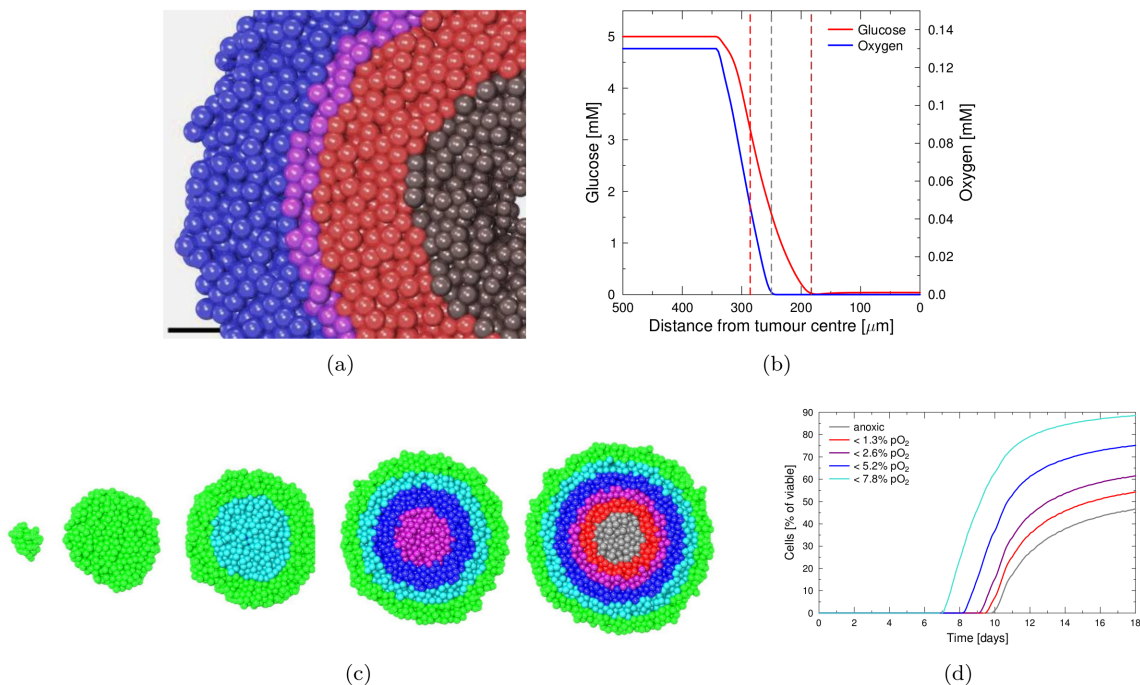 Glucose
Oxygen
5
4
3
2
1
0
Glucose [mM]
0.14
0.12
0.1
0.08
0.06
0.04
0.02
0.0
Oxygen [mM]
500 400 300 200 100 0
Distance from tumour centre [μm]
(a)
(b)
90
80
70
60
50
40
30
20
10
0
Cells [% of viable]
anoxic
< 1.3% pO₂
< 2.6% pO₂
< 5.2% pO₂
< 7.8% pO₂
0 2 4 6 8 10 12 14 16 18
Time [days]
(c)
(d)